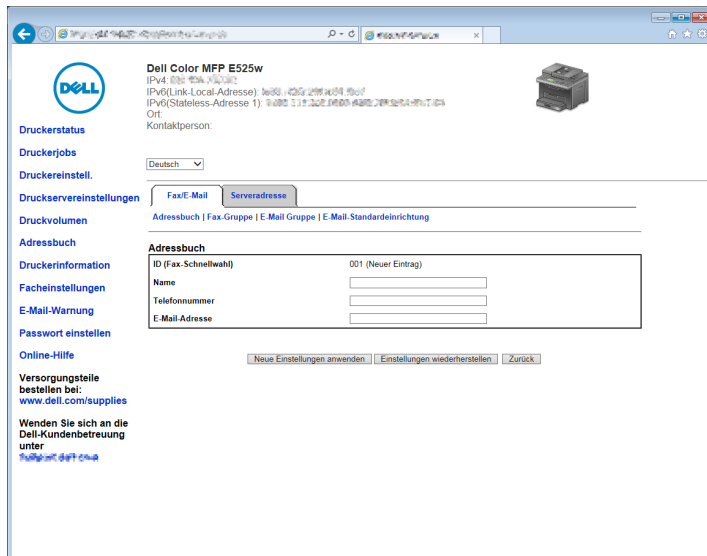 DELL
Dell Color MFP E525w
IPv4:
IPv6(Link-Local-Adresse):
IPv6(Stateless-Adresse 1):
Ort:
Kontaktperson:
Druckerstatus
Druckerjobs
Druckereinstell.
Druckservereinstellungen
Druckvolumen
Adressbuch
Druckerinformation
Facheinstellungen
E-Mail-Warnung
Passwort einstellen
Online-Hilfe
Versorgungsteile
bestellen bei:
www.dell.com/supplies
Wenden Sie sich an die
Dell-Kundenbetreuung
unter
Deutsch
Fax/E-Mail Serveradresse
Adressbuch | Fax-Gruppe | E-Mail Gruppe | E-Mail-Standardeinrichtung
Adressbuch
ID (Fax-Schnellwahl) 001 (Neuer Eintrag)
Name
Telefonnummer
E-Mail-Adresse
Neue Einstellungen anwenden Einstellungen wiederherstellen Zurück